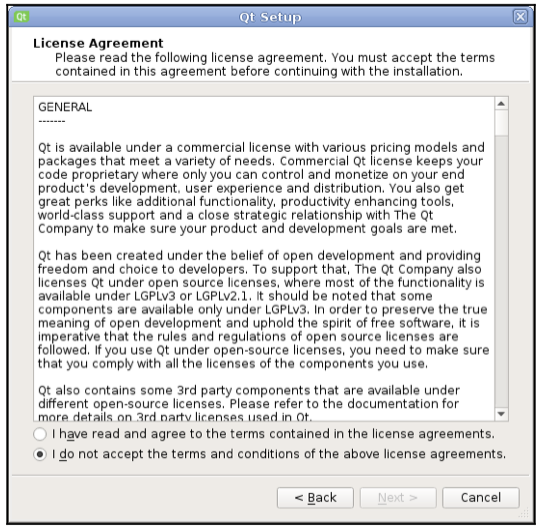 Qt Qt Setup
License Agreement
Please read the following license agreement. You must accept the terms
contained in this agreement before continuing with the installation.
GENERAL
-------
Qt is available under a commercial license with various pricing models and
packages that meet a variety of needs. Commercial Qt license keeps your
code proprietary where only you can control and monetize on your end
product's development, user experience and distribution. You also get
great perks like additional functionality, productivity enhancing tools,
world-class support and a close strategic relationship with The Qt
Company to make sure your product and development goals are met.
Qt has been created under the belief of open development and providing
freedom and choice to developers. To support that, The Qt Company also
licenses Qt under open source licenses, where most of the functionality is
available under LGPLv3 or LGPLv2.1. It should be noted that some
components are available only under LGPLv3. In order to preserve the true
meaning of open development and uphold the spirit of free software, it is
imperative that the rules and regulations of open source licenses are
followed. If you use Qt under open-source licenses, you need to make sure
that you comply with all the licenses of the components you use.
Qt also contains some 3rd party components that are available under
different open-source licenses. Please refer to the documentation for
more details on 3rd party licenses used in Qt.
I have read and agree to the terms contained in the license agreements.
I do not accept the terms and conditions of the above license agreements.
< Back Next > Cancel